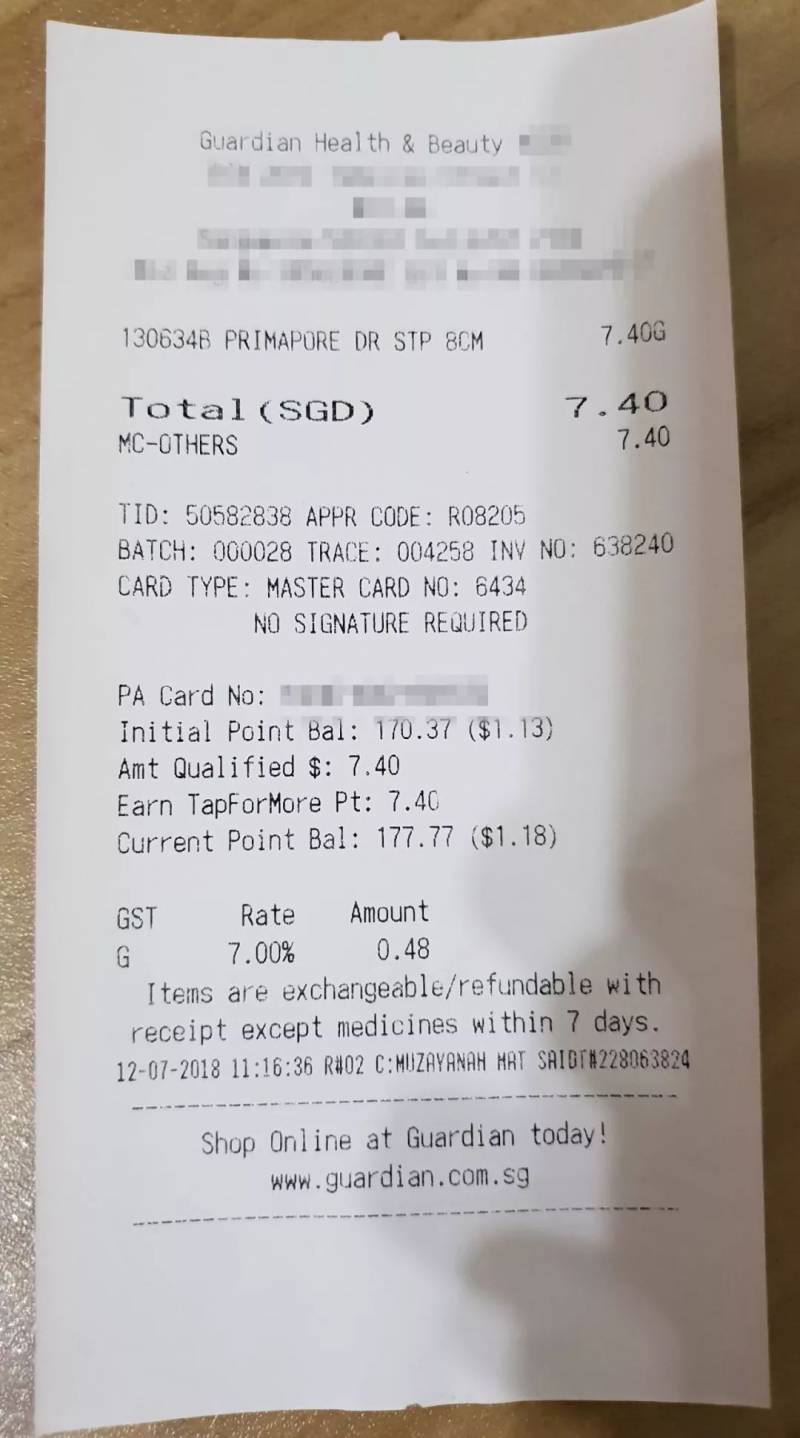 Guardian Health & Beauty
130634B PRIMAPORE DR STP 8CM 7.40G
Total(SGD) 7.40
MC-OTHERS 7.40
TID: 50582838 APPR CODE: R08205
BATCH: 000028 TRACE: 004258 INV NO: 638240
CARD TYPE: MASTER CARD NO: 6434
NO SIGNATURE REQUIRED
PA Card No:
Initial Point Bal: 170.37 ($1.13)
Amt Qualified $: 7.40
Earn TapForMore Pt: 7.40
Current Point Bal: 177.77 ($1.18)
GST Rate Amount
G 7.00% 0.48
Items are exchangeable/refundable with
receipt except medicines within 7 days.
12-07-2018 11:16:36 R#02 C:MUZAYANAH MAT SAIDT#228063824
Shop Online at Guardian today!
www.guardian.com.sg